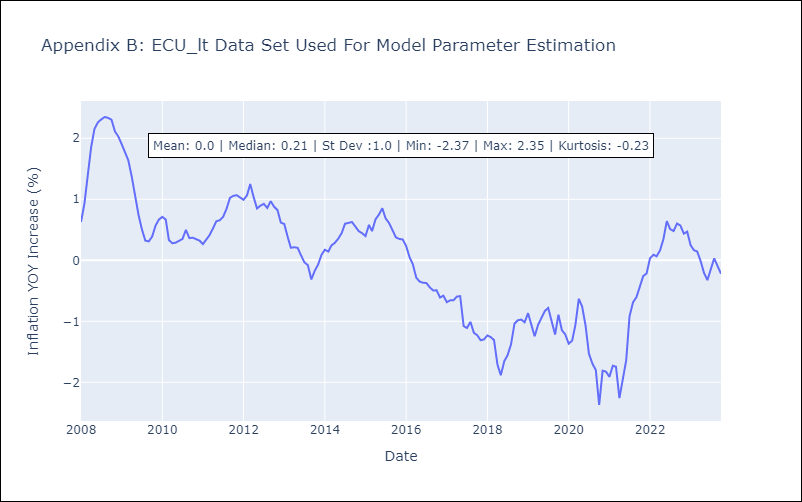 Appendix B: ECU_lt Data Set Used For Model Parameter Estimation
Mean: 0.0 | Median: 0.21 | St Dev :1.0 | Min: -2.37 | Max: 2.35 | Kurtosis: -0.23
Inflation YOY Increase (%)
2
1
0
−1
−2
2008 2010 2012 2014 2016 2018 2020 2022
Date